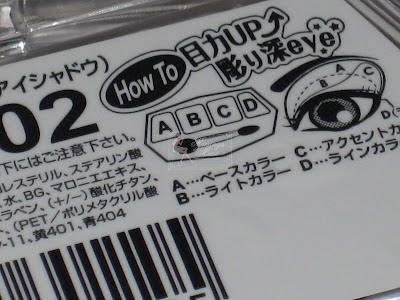 アイシャドウ)
02
How To
目力UP
彫り深eye
A B C D
B A C
下にはご注意下さい。
ルステリル、ステアリン酸
水、BG、マロニエエキス、
ラベン、(+/-)酸化チタン、
(PET/ポリメタクリル酸
黄401、青404
A…ベースカラー
B…ライトカラー
C…アクセントカ
D…ラインカラー